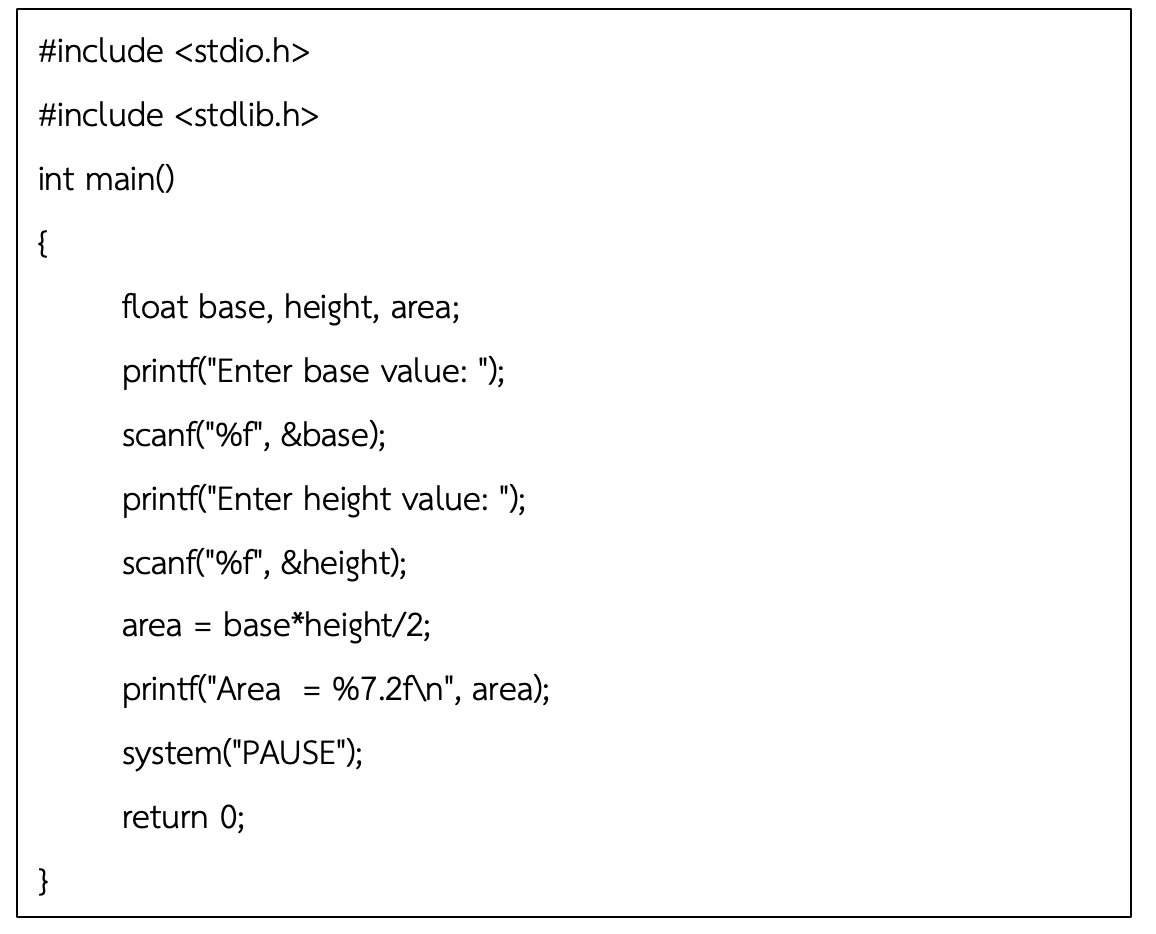 #include <stdio.h>
#include <stdlib.h>
int main()
{
float base, height, area;
printf("Enter base value: ");
scanf("%f", &base);
printf("Enter height value: ");
scanf("%f", &height);
area = base*height/2;
printf("Area  = %7.2f\n", area);
system("PAUSE");
return 0;
}